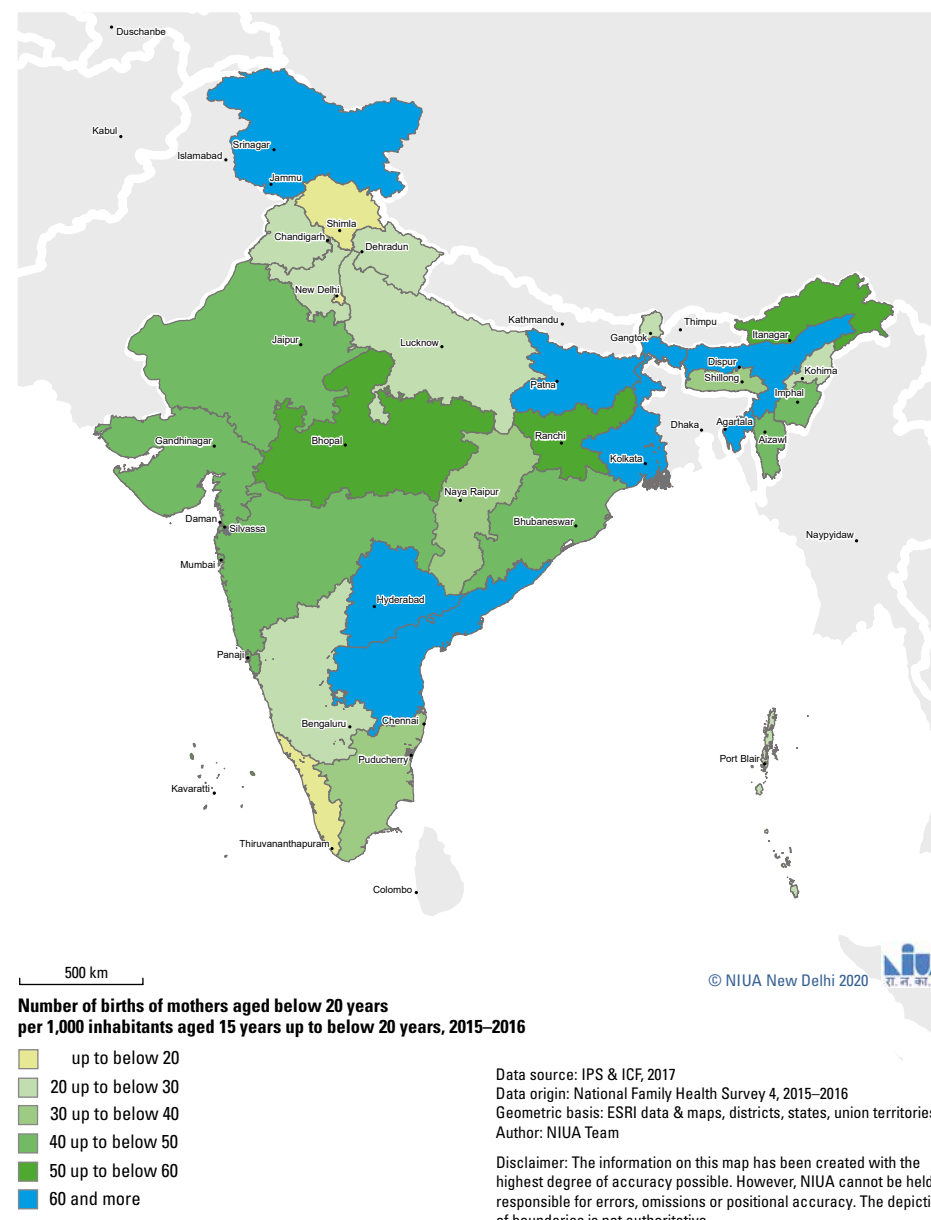 Duschanbe
Kabul
Islamabad
Srinagar
Jammu
Shimla
Chandigarh
Dehradun
New Delhi
Kathmandu
Thimpu
Gangtok
Itanagar
Jaipur
Lucknow
Dispur
Shillong
Kohima
Patna
Imphal
Dhaka
Agartala
Aizawl
Gandhinagar
Bhopal
Ranchi
Kolkata
Naya Raipur
Daman
Silvassa
Bhubaneswar
Naypyidaw
Mumbai
Hyderabad
Panaji
Bengaluru
Chennai
Puducherry
Port Blair
Kavaratti
Thiruvananthapuram
Colombo
500 km
© NIUA New Delhi 2020
NIU
रा. न. का.
Number of births of mothers aged below 20 years
per 1,000 inhabitants aged 15 years up to below 20 years, 2015–2016
up to below 20
20 up to below 30
30 up to below 40
40 up to below 50
50 up to below 60
60 and more
Data source: IPS & ICF, 2017
Data origin: National Family Health Survey 4, 2015–2016
Geometric basis: ESRI data & maps, districts, states, union territories
Author: NIUA Team
Disclaimer: The information on this map has been created with the
highest degree of accuracy possible. However, NIUA cannot be held
responsible for errors, omissions or positional accuracy. The depicti
of boundaries is not authoritative.